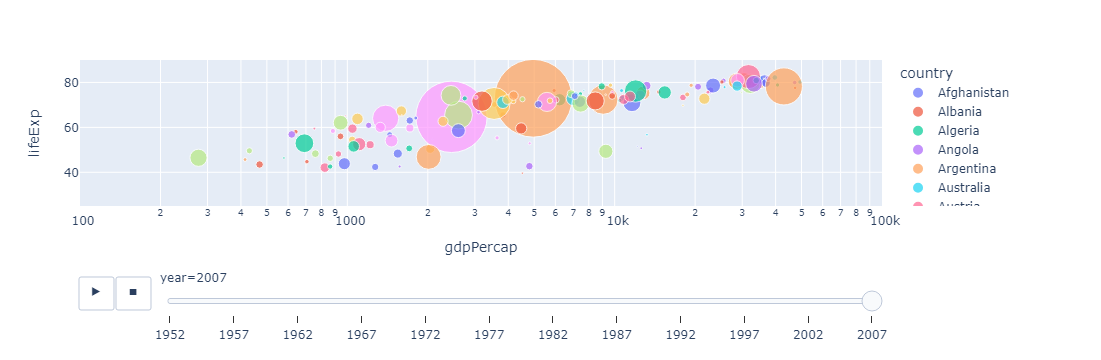 lifeExp
80
60
40
100 2 3 4 5 6 7 8 9 1000 2 3 4 5 6 7 8 9 10k 2 3 4 5 6 7 8 9 100k
gdpPercap
country
Afghanistan
Albania
Algeria
Angola
Argentina
Australia
Austria
year=2007
1952 1957 1962 1967 1972 1977 1982 1987 1992 1997 2002 2007